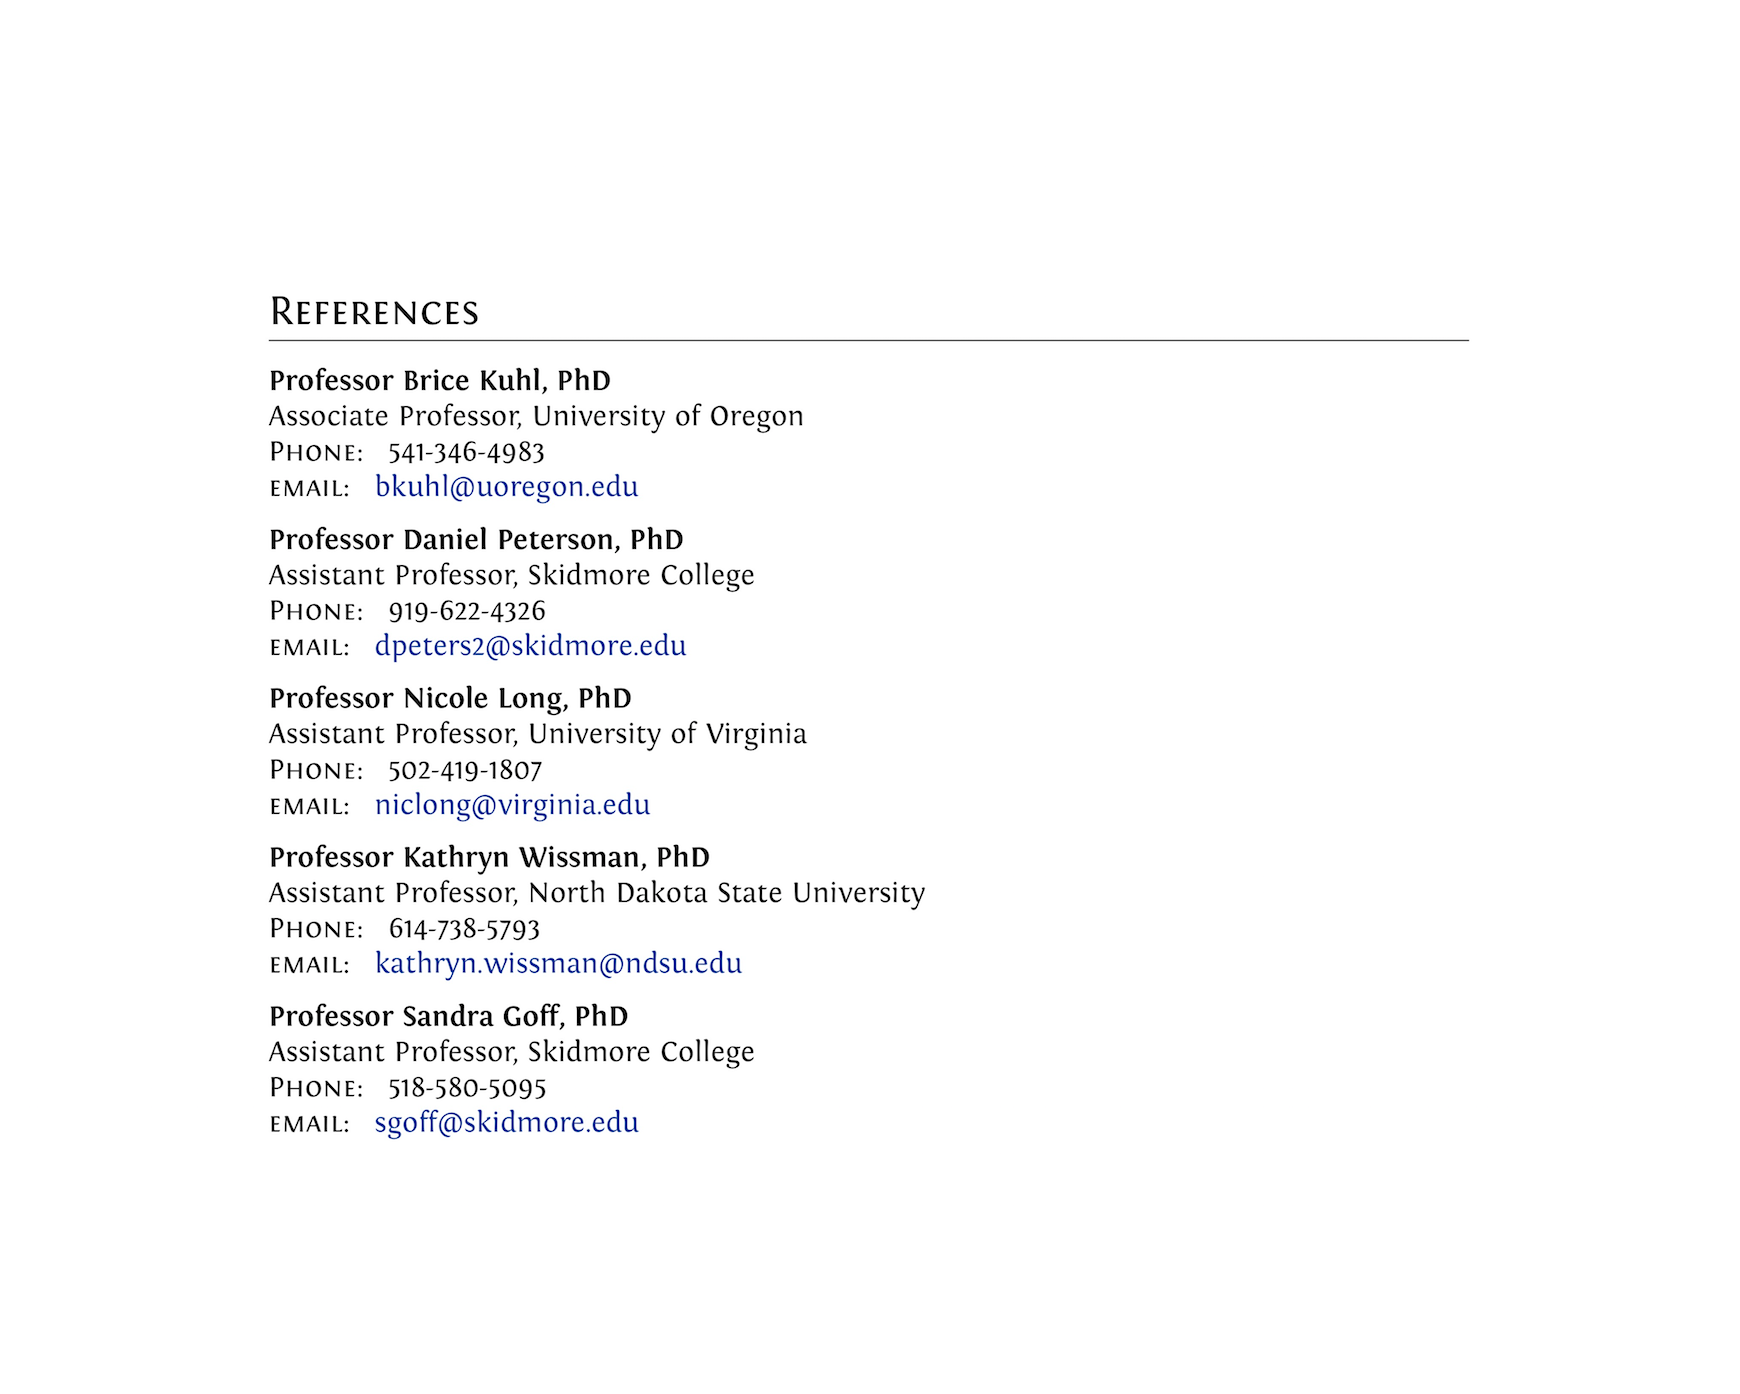 References
Professor Brice Kuhl, PhD
Associate Professor, University of Oregon
Phone: 541-346-4983
email: bkuhl@uoregon.edu
Professor Daniel Peterson, PhD
Assistant Professor, Skidmore College
Phone: 919-622-4326
email: dpeters2@skidmore.edu
Professor Nicole Long, PhD
Assistant Professor, University of Virginia
Phone: 502-419-1807
email: niclong@virginia.edu
Professor Kathryn Wissman, PhD
Assistant Professor, North Dakota State University
Phone: 614-738-5793
email: kathryn.wissman@ndsu.edu
Professor Sandra Goff, PhD
Assistant Professor, Skidmore College
Phone: 518-580-5095
email: sgoff@skidmore.edu